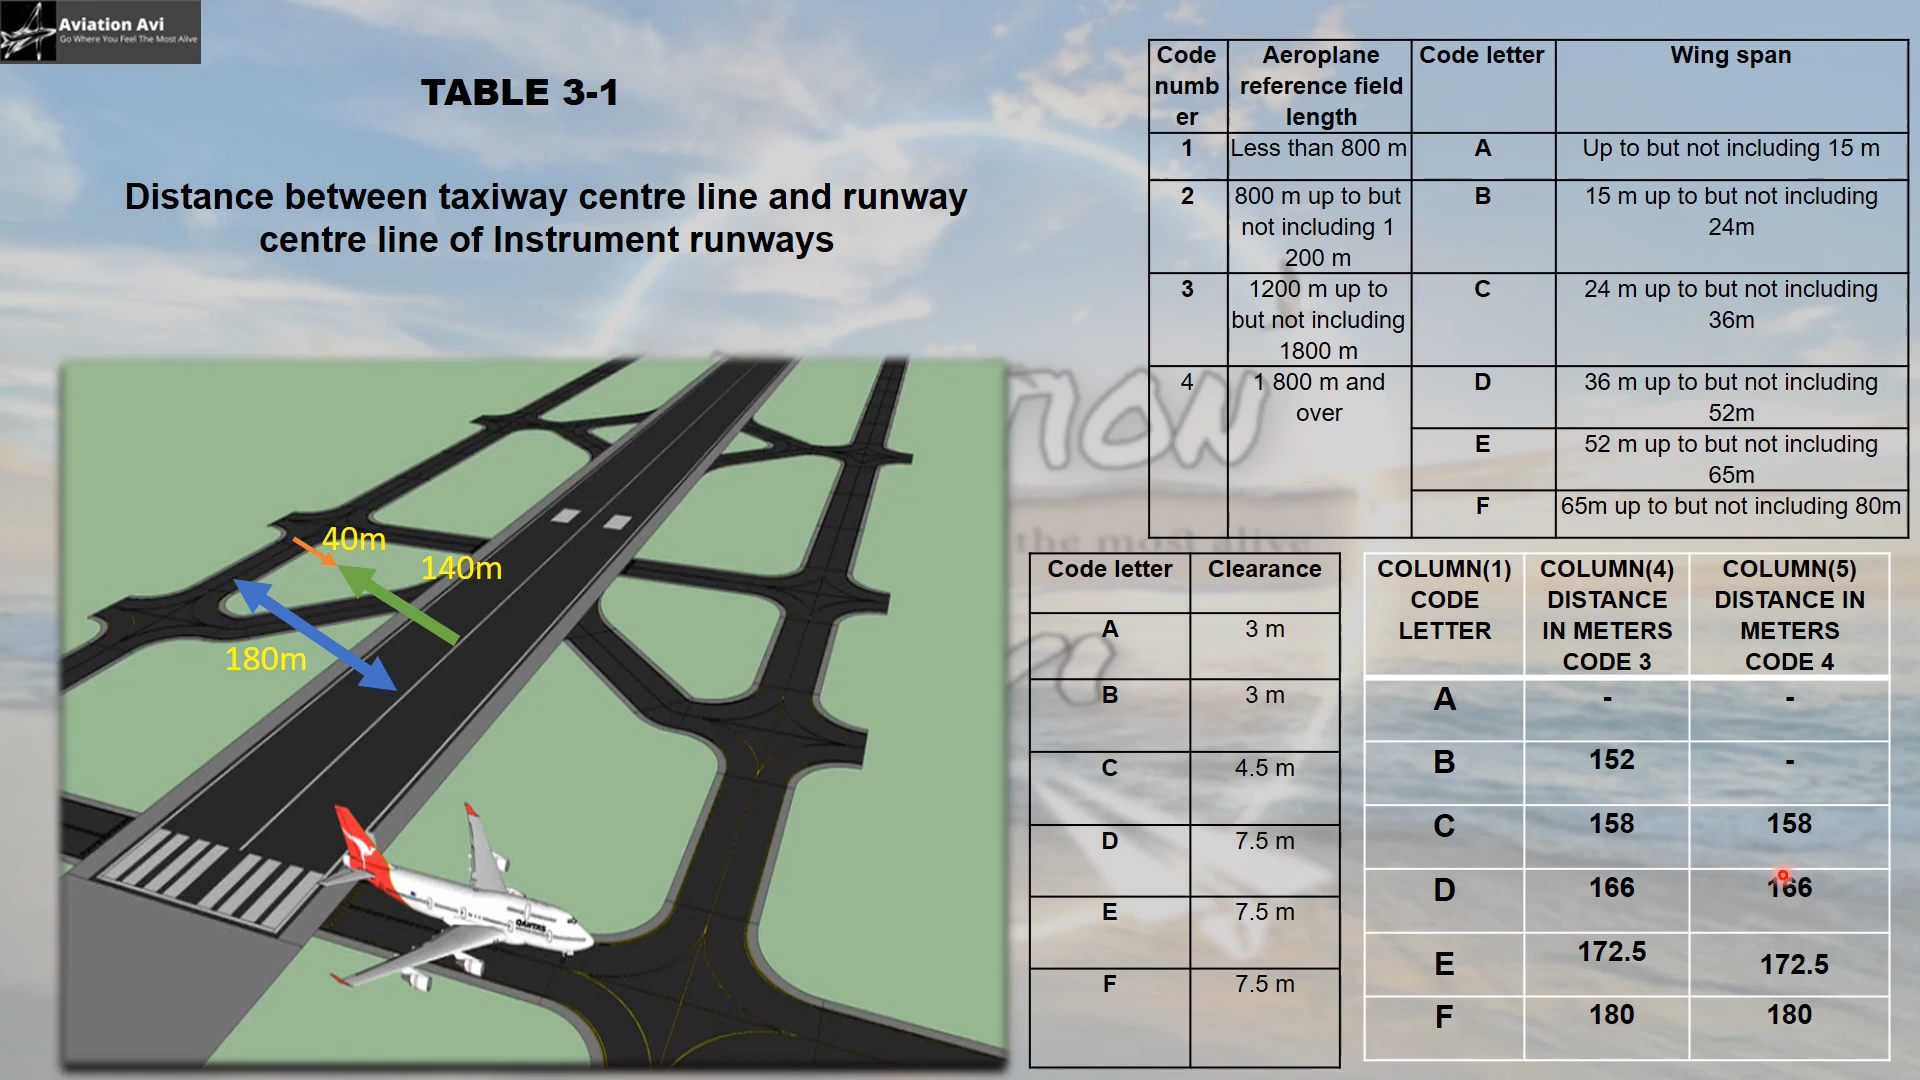 Aviation Avi
Go Where You Feel The Most Alive
TABLE 3-1
Distance between taxiway centre line and runway
centre line of Instrument runways
40m
140m
180m
QANTAS
Code
numb
er
Aeroplane
reference field
length
Code letter
Wing span
1
Less than 800 m
A
Up to but not including 15 m
2
800 m up to but
not including 1
200 m
B
15 m up to but not including
24m
3
1200 m up to
but not including
1800 m
C
24 m up to but not including
36m
4
1 800 m and
over
D
36 m up to but not including
52m
E
52 m up to but not including
65m
F
65m up to but not including 80m
the most alive
Code letter
Clearance
A
3 m
B
3 m
C
4.5 m
D
7.5 m
E
7.5 m
F
7.5 m
COLUMN(1)
CODE
LETTER
COLUMN(4)
DISTANCE
IN METERS
CODE 3
COLUMN(5)
DISTANCE IN
METERS
CODE 4
A
-
-
B
152
-
C
158
158
D
166
166
E
172.5
172.5
F
180
180